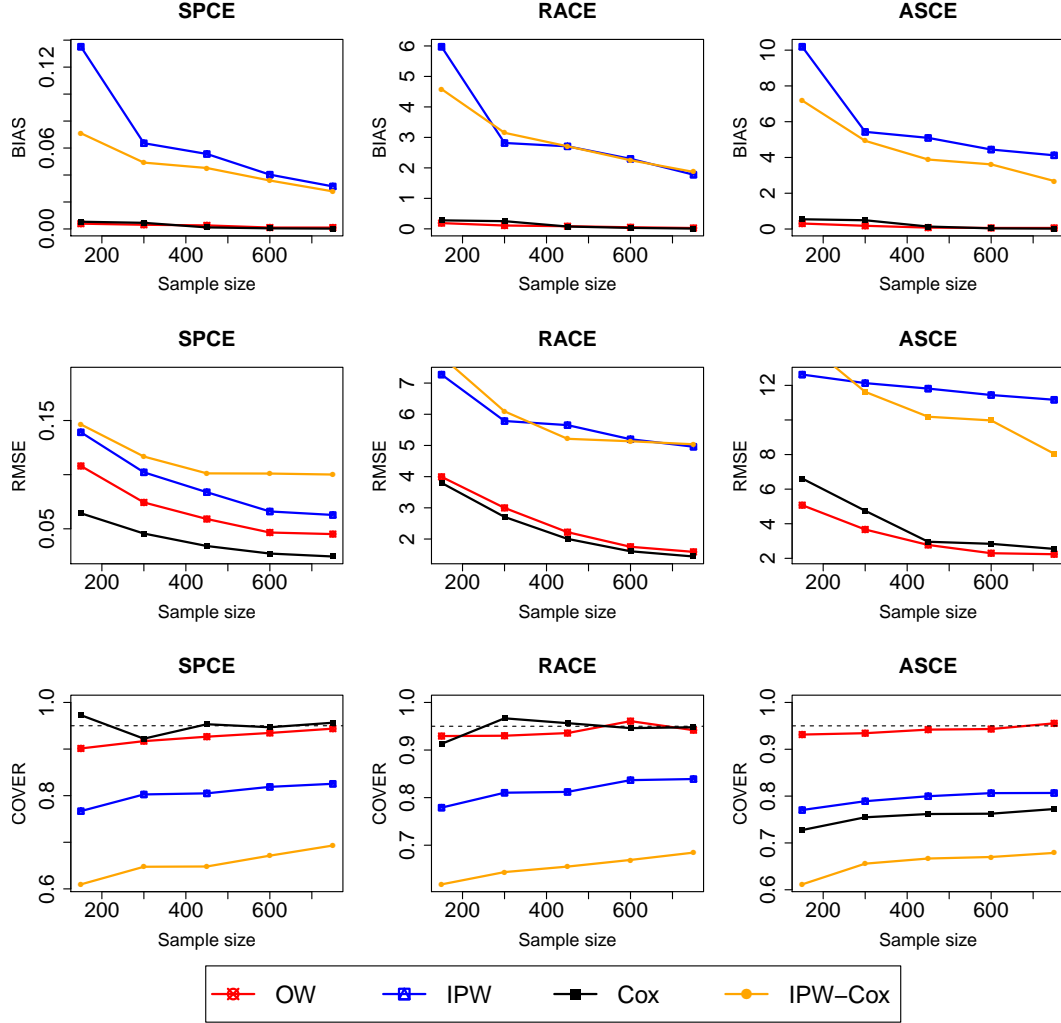 SPCE RACE ASCE
BIAS 0.00 0.06 0.12 BIAS 0 1 2 3 4 5 6 BIAS 0 2 4 6 8 10
200 400 600 200 400 600 200 400 600
Sample size Sample size Sample size
SPCE RACE ASCE
RMSE 0.05 0.15 RMSE 2 3 4 5 6 7 RMSE 2 4 6 8 10 12
200 400 600 200 400 600 200 400 600
Sample size Sample size Sample size
SPCE RACE ASCE
COVER 0.6 0.8 1.0 COVER 0.7 0.8 0.9 1.0 COVER 0.6 0.7 0.8 0.9 1.0
200 400 600 200 400 600 200 400 600
Sample size Sample size Sample size
OW IPW Cox IPW−Cox